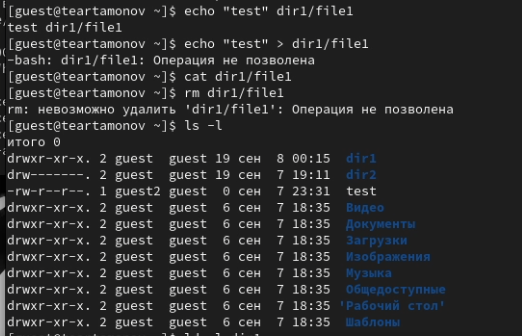 [guest@teartamonov ~]$ echo "test" dir1/file1
test dir1/file1
[guest@teartamonov ~]$ echo "test" > dir1/file1
-bash: dir1/file1: Операция не позволена
[guest@teartamonov ~]$ cat dir1/file1
[guest@teartamonov ~]$ rm dir1/file1
rm: невозможно удалить 'dir1/file1': Операция не позволена
[guest@teartamonov ~]$ ls -l
итого 0
drwxr-xr-x. 2 guest  guest 19 сен  8 00:15  dir1
drw-------. 2 guest  guest 19 сен  7 19:11  dir2
-rw-r--r--. 1 guest2 guest  0 сен  7 23:31  test
drwxr-xr-x. 2 guest  guest  6 сен  7 18:35  Видео
drwxr-xr-x. 2 guest  guest  6 сен  7 18:35  Документы
drwxr-xr-x. 2 guest  guest  6 сен  7 18:35  Загрузки
drwxr-xr-x. 2 guest  guest  6 сен  7 18:35  Изображения
drwxr-xr-x. 2 guest  guest  6 сен  7 18:35  Музыка
drwxr-xr-x. 2 guest  guest  6 сен  7 18:35  Общедоступные
drwxr-xr-x. 2 guest  guest  6 сен  7 18:35 'Рабочий стол'
drwxr-xr-x. 2 guest  guest  6 сен  7 18:35  Шаблоны